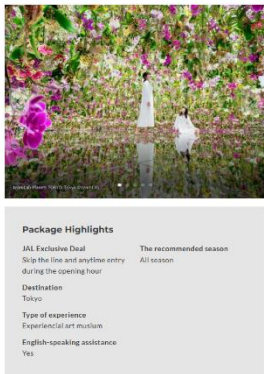 Package Highlights
JAL Exclusive Deal
Skip the line and anytime entry
during the opening hour
The recommended season
All season
Destination
Tokyo
Type of experience
Experiencial art musium
English-speaking assistance
Yes